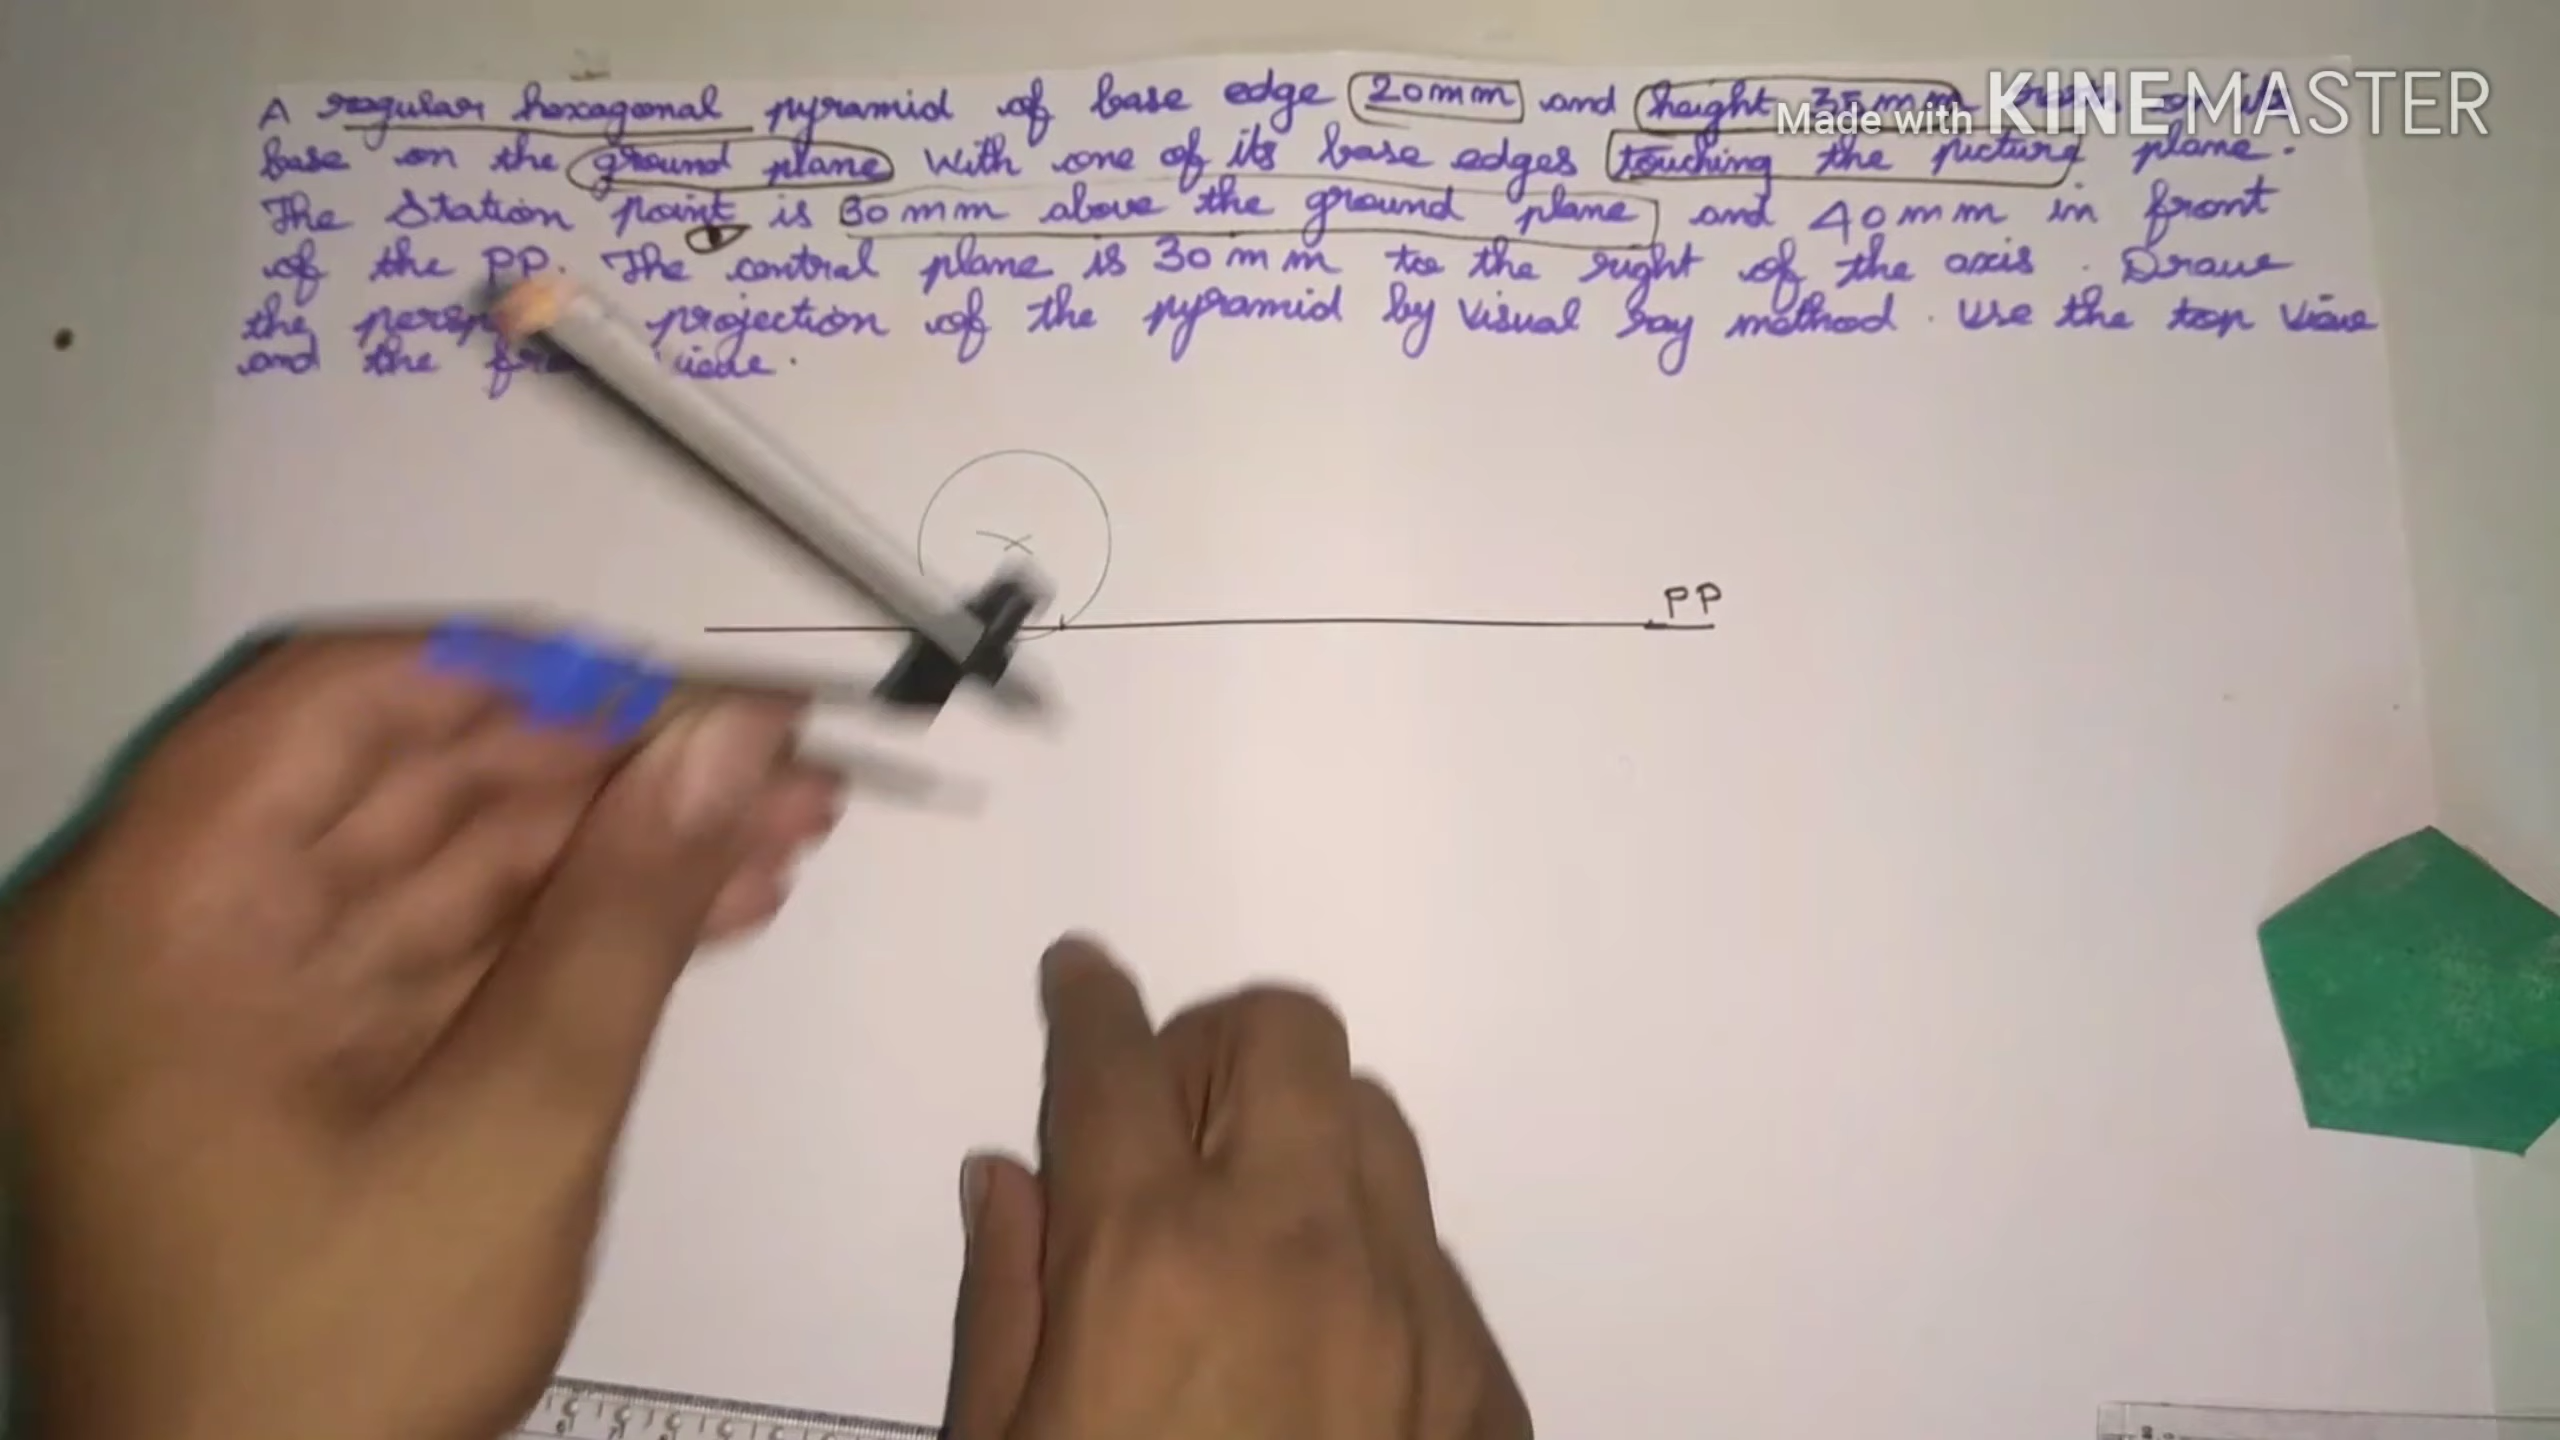 A regular hexagonal pyramid of base edge 20mm and height 35mm
Made with KINEMASTER
base on the ground plane with one of its base edges touching the picture plane.
The Station point is 30mm above the ground plane and 40mm in front
of the PP. The central plane is 30mm to the right of the axis. Draw
the projection of the pyramid by visual ray method. Use the top view
and the
PP